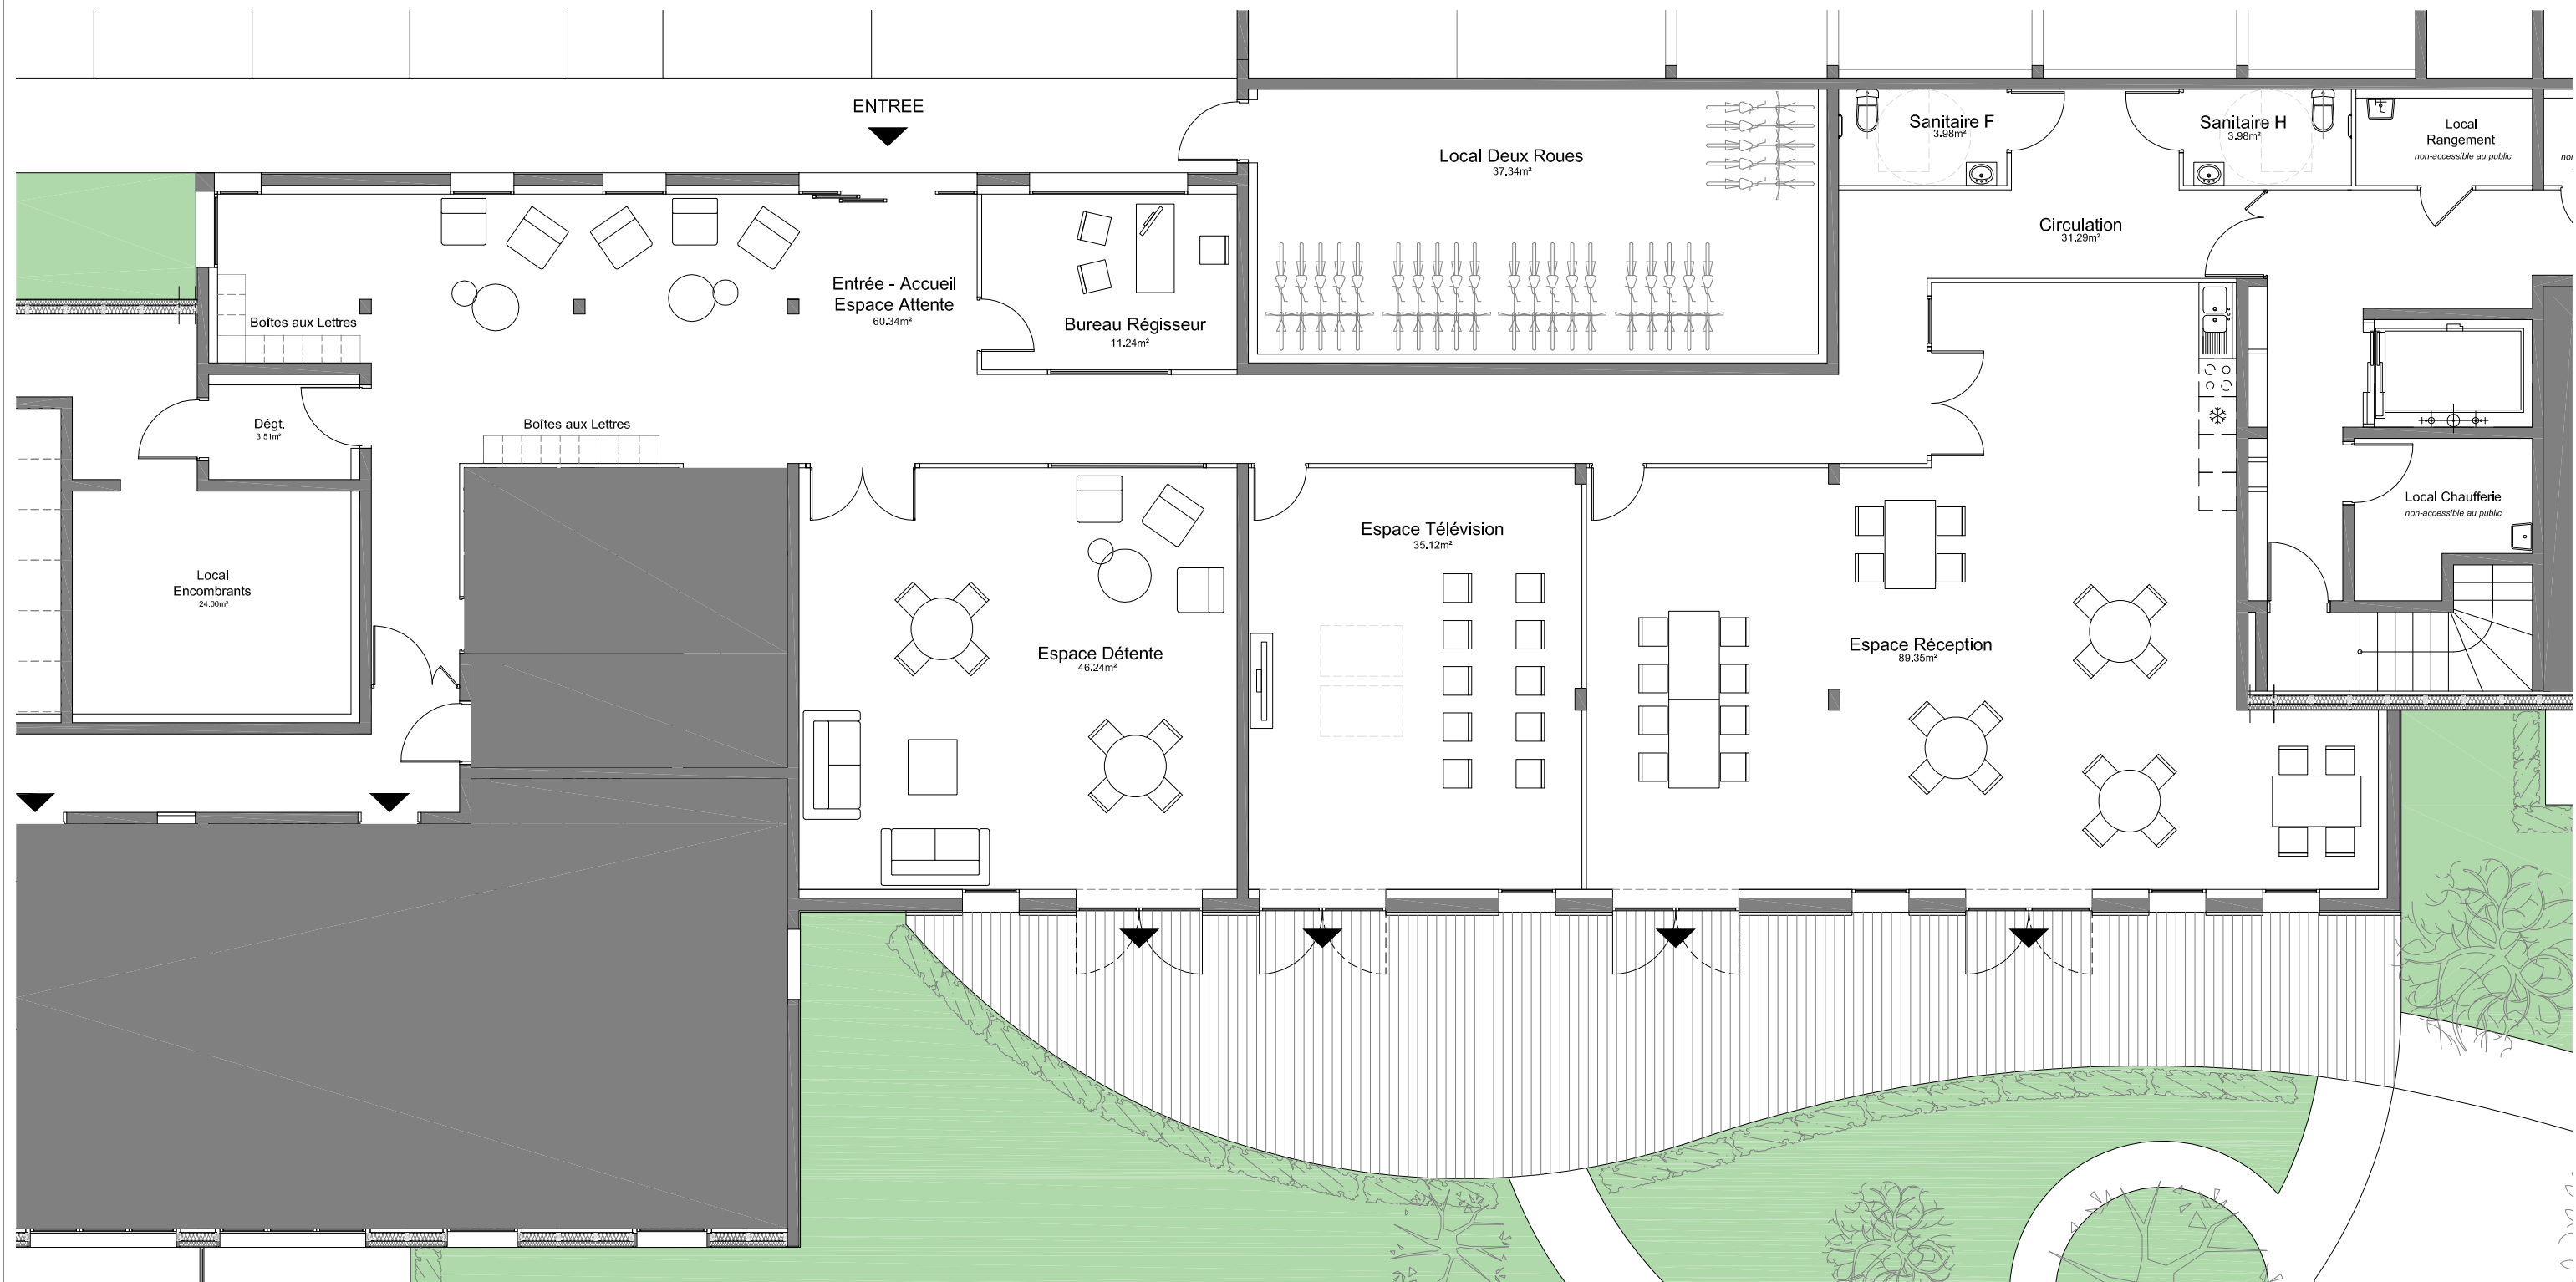 ENTREE
Sanitaire F
3.98m²
Sanitaire H
3.98m²
Local
Rangement
non-accessible au public
Local Deux Roues
37.34m²
Circulation
31.29m²
Entrée - Accueil
Espace Attente
60.34m²
Bureau Régisseur
11.24m²
Boîtes aux Lettres
Dégt.
3.51m²
Boîtes aux Lettres
Local Chaufferie
non-accessible au public
Espace Télévision
35.12m²
Local
Encombrants
24.00m²
Espace Détente
46.24m²
Espace Réception
89.35m²